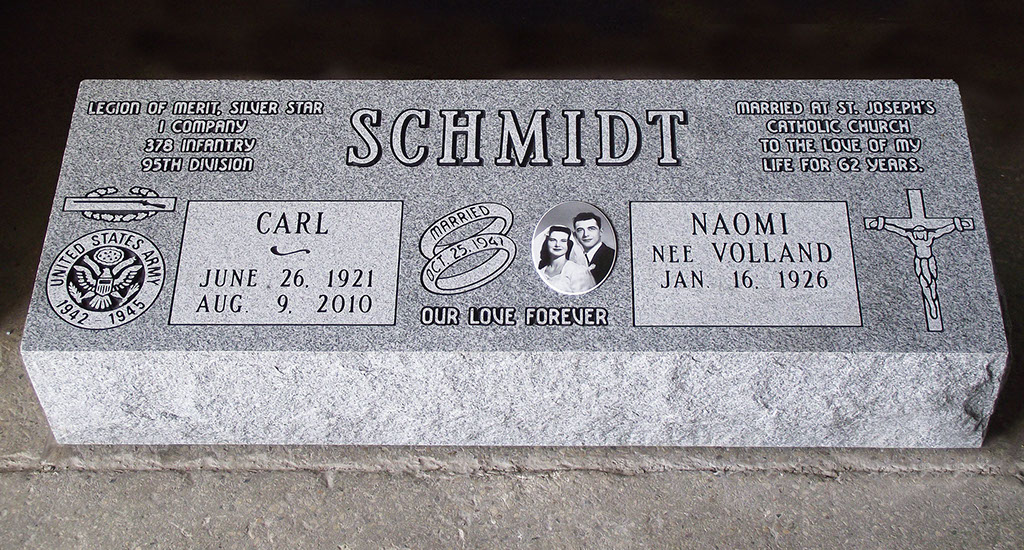 LEGION OF MERIT, SILVER STAR
I COMPANY
378 INFANTRY
95TH DIVISION
SCHMIDT
MARRIED AT ST. JOSEPH'S
CATHOLIC CHURCH
TO THE LOVE OF MY
LIFE FOR 62 YEARS.
UNITED STATES ARMY
1942 1945
CARL
JUNE 26, 1921
AUG. 9, 2010
MARRIED
OCT 25, 1947
OUR LOVE FOREVER
NAOMI
NEE VOLLAND
JAN. 16, 1926